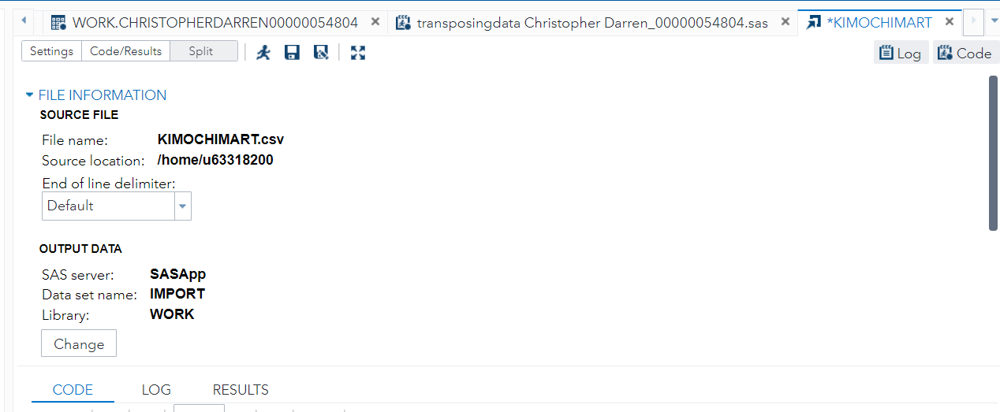 WORK.CHRISTOPHERDARREN00000054804 transposingdata Christopher Darren_00000054804.sas *KIMOCHIMART
Settings Code/Results Split Log Code
FILE INFORMATION
SOURCE FILE
File name: KIMOCHIMART.csv
Source location: /home/u63318200
End of line delimiter:
Default
OUTPUT DATA
SAS server: SASApp
Data set name: IMPORT
Library: WORK
Change
CODE LOG RESULTS